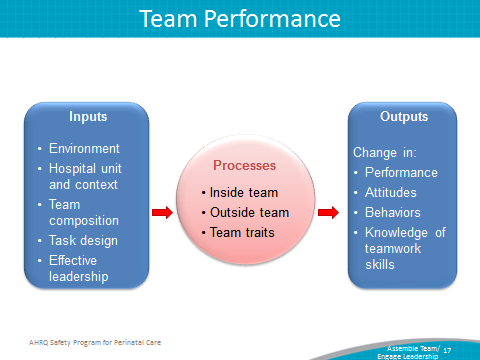 Team Performance
Inputs
• Environment
• Hospital unit
and context
• Team
composition
• Task design
• Effective
leadership
Processes
• Inside team
• Outside team
• Team traits
Outputs
Change in:
• Performance
• Attitudes
• Behaviors
• Knowledge of
teamwork
skills
AHRQ Safety Program for Perinatal Care
Assemble Team/
Engage Leadership
17